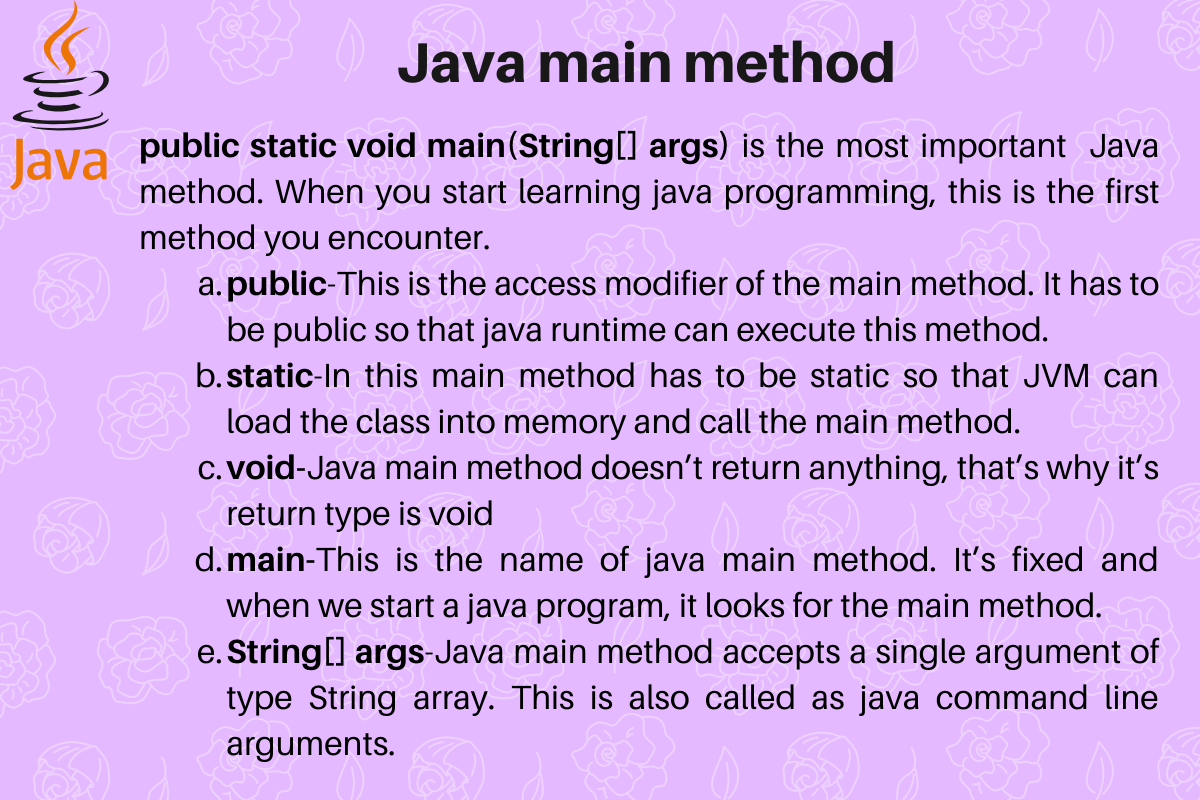 Java
Java main method
public static void main(String[] args) is the most important Java
method. When you start learning java programming, this is the first
method you encounter.
a. public-This is the access modifier of the main method. It has to
be public so that java runtime can execute this method.
b. static-In this main method has to be static so that JVM can
load the class into memory and call the main method.
c. void-Java main method doesn’t return anything, that’s why it’s
return type is void
d. main-This is the name of java main method. It’s fixed and
when we start a java program, it looks for the main method.
e. String[] args-Java main method accepts a single argument of
type String array. This is also called as java command line
arguments.